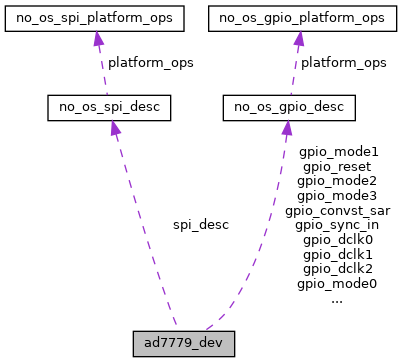 no_os_spi_platform_ops
no_os_gpio_platform_ops
platform_ops
platform_ops
no_os_spi_desc
no_os_gpio_desc
gpio_mode1
gpio_reset
gpio_mode2
gpio_mode3
gpio_convst_sar
gpio_sync_in
gpio_dclk0
gpio_dclk1
gpio_dclk2
gpio_mode0
...
spi_desc
ad7779_dev